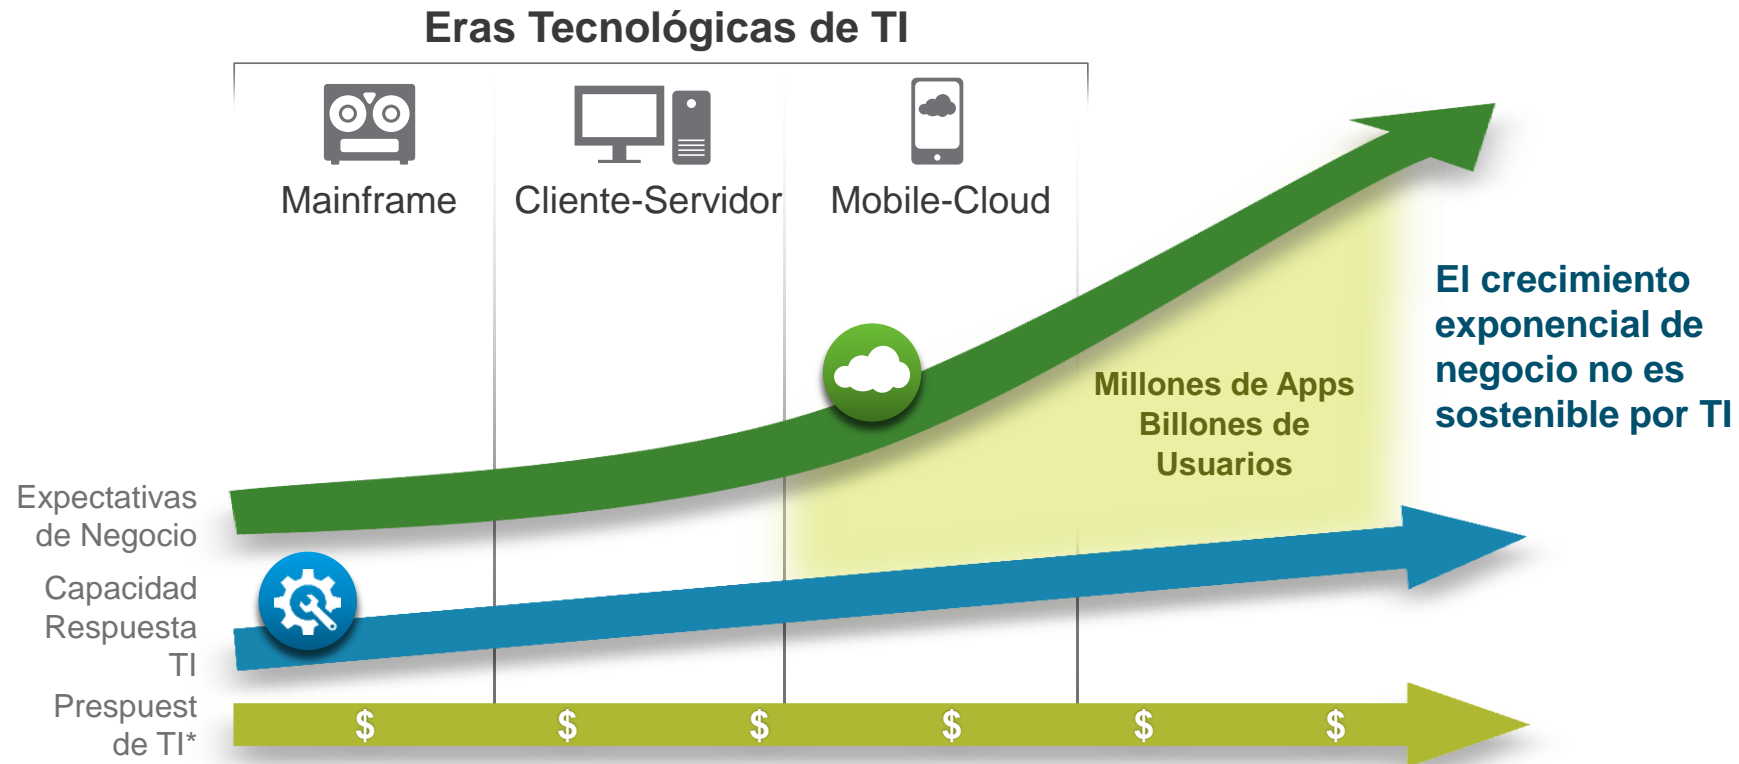 Eras Tecnológicas de TI
Mainframe
Cliente-Servidor
Mobile-Cloud
El crecimiento
exponencial de
negocio no es
sostenible por TI
Millones de Apps
Billones de
Usuarios
Expectativas
de Negocio
Capacidad
Respuesta
TI
Prespuest
de TI*
$ $ $ $ $ $